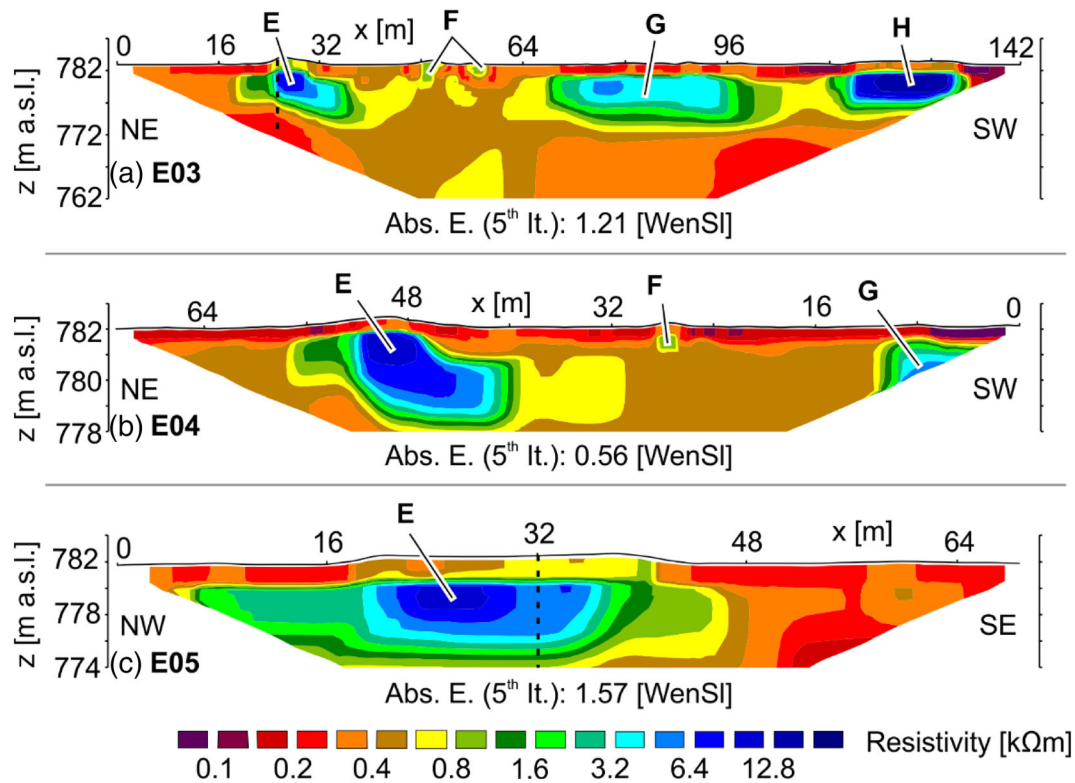 E F G H
0 16 32 x [m] 64 96 142
782
772
762
z [m a.s.l.]
NE SW
(a) E03
Abs. E. (5th It.): 1.21 [WenSl]
E F G
64 48 x [m] 32 16 0
782
780
778
z [m a.s.l.]
NE SW
(b) E04
Abs. E. (5th It.): 0.56 [WenSl]
E
0 16 32 48 x [m] 64
782
778
774
z [m a.s.l.]
NW SE
(c) E05
Abs. E. (5th It.): 1.57 [WenSl]
Resistivity [kΩm]
0.1 0.2 0.4 0.8 1.6 3.2 6.4 12.8